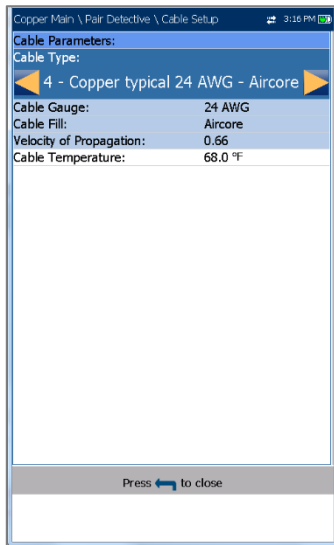 Copper Main \ Pair Detective \ Cable Setup 3:16 PM
Cable Parameters:
Cable Type:
4 - Copper typical 24 AWG - Aircore
Cable Gauge: 24 AWG
Cable Fill: Aircore
Velocity of Propagation: 0.66
Cable Temperature: 68.0 ºF
Press to close